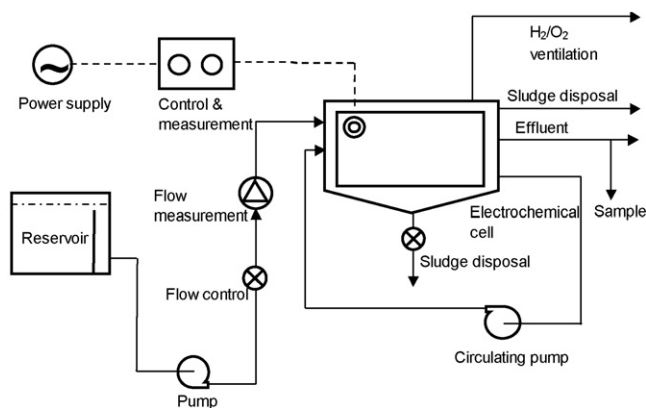 H₂/O₂
ventilation
Power supply
Control &
measurement
Sludge disposal
Effluent
Flow
measurement
Sample
Reservoir
Electrochemical
cell
Sludge disposal
Flow control
Circulating pump
Pump